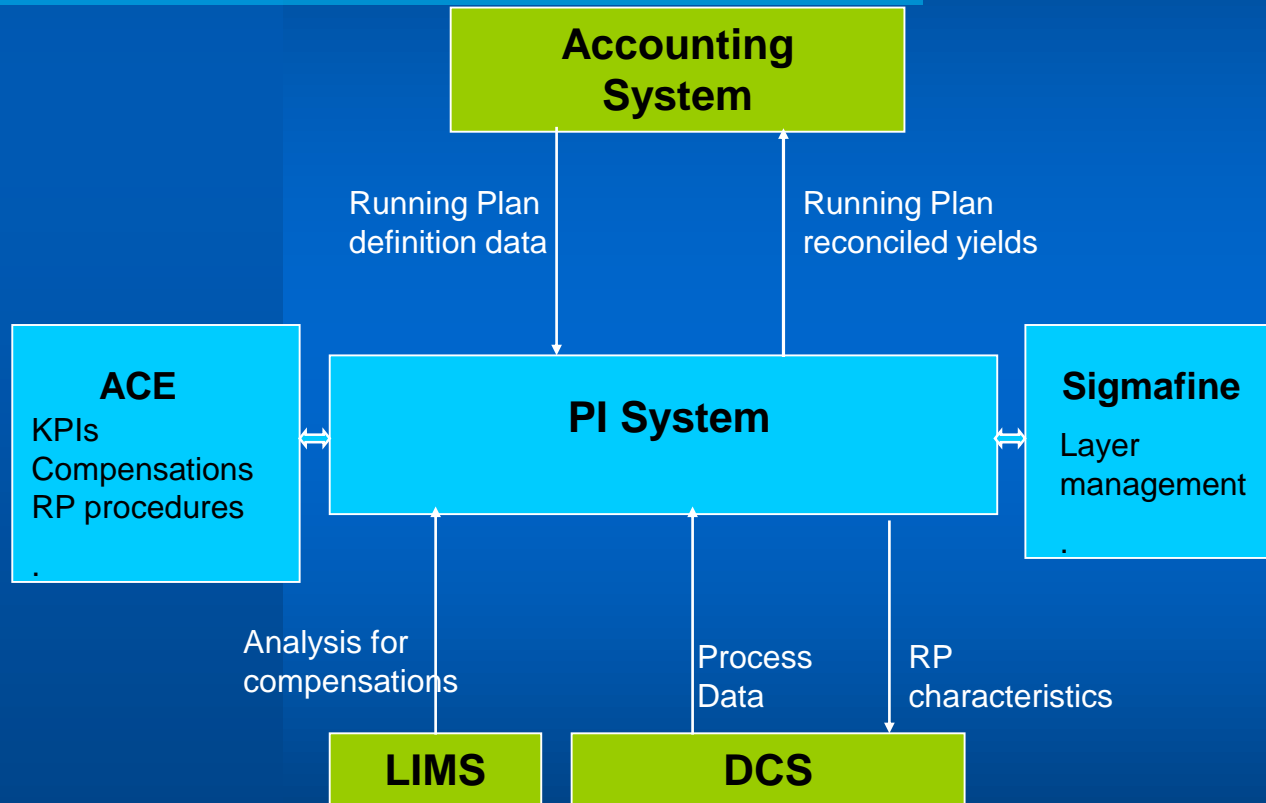 Accounting
System
Running Plan
definition data
Running Plan
reconciled yields
ACE
KPIs
Compensations
RP procedures
.
PI System
Sigmafine
Layer
management
.
Analysis for
compensations
Process
Data
RP
characteristics
LIMS
DCS